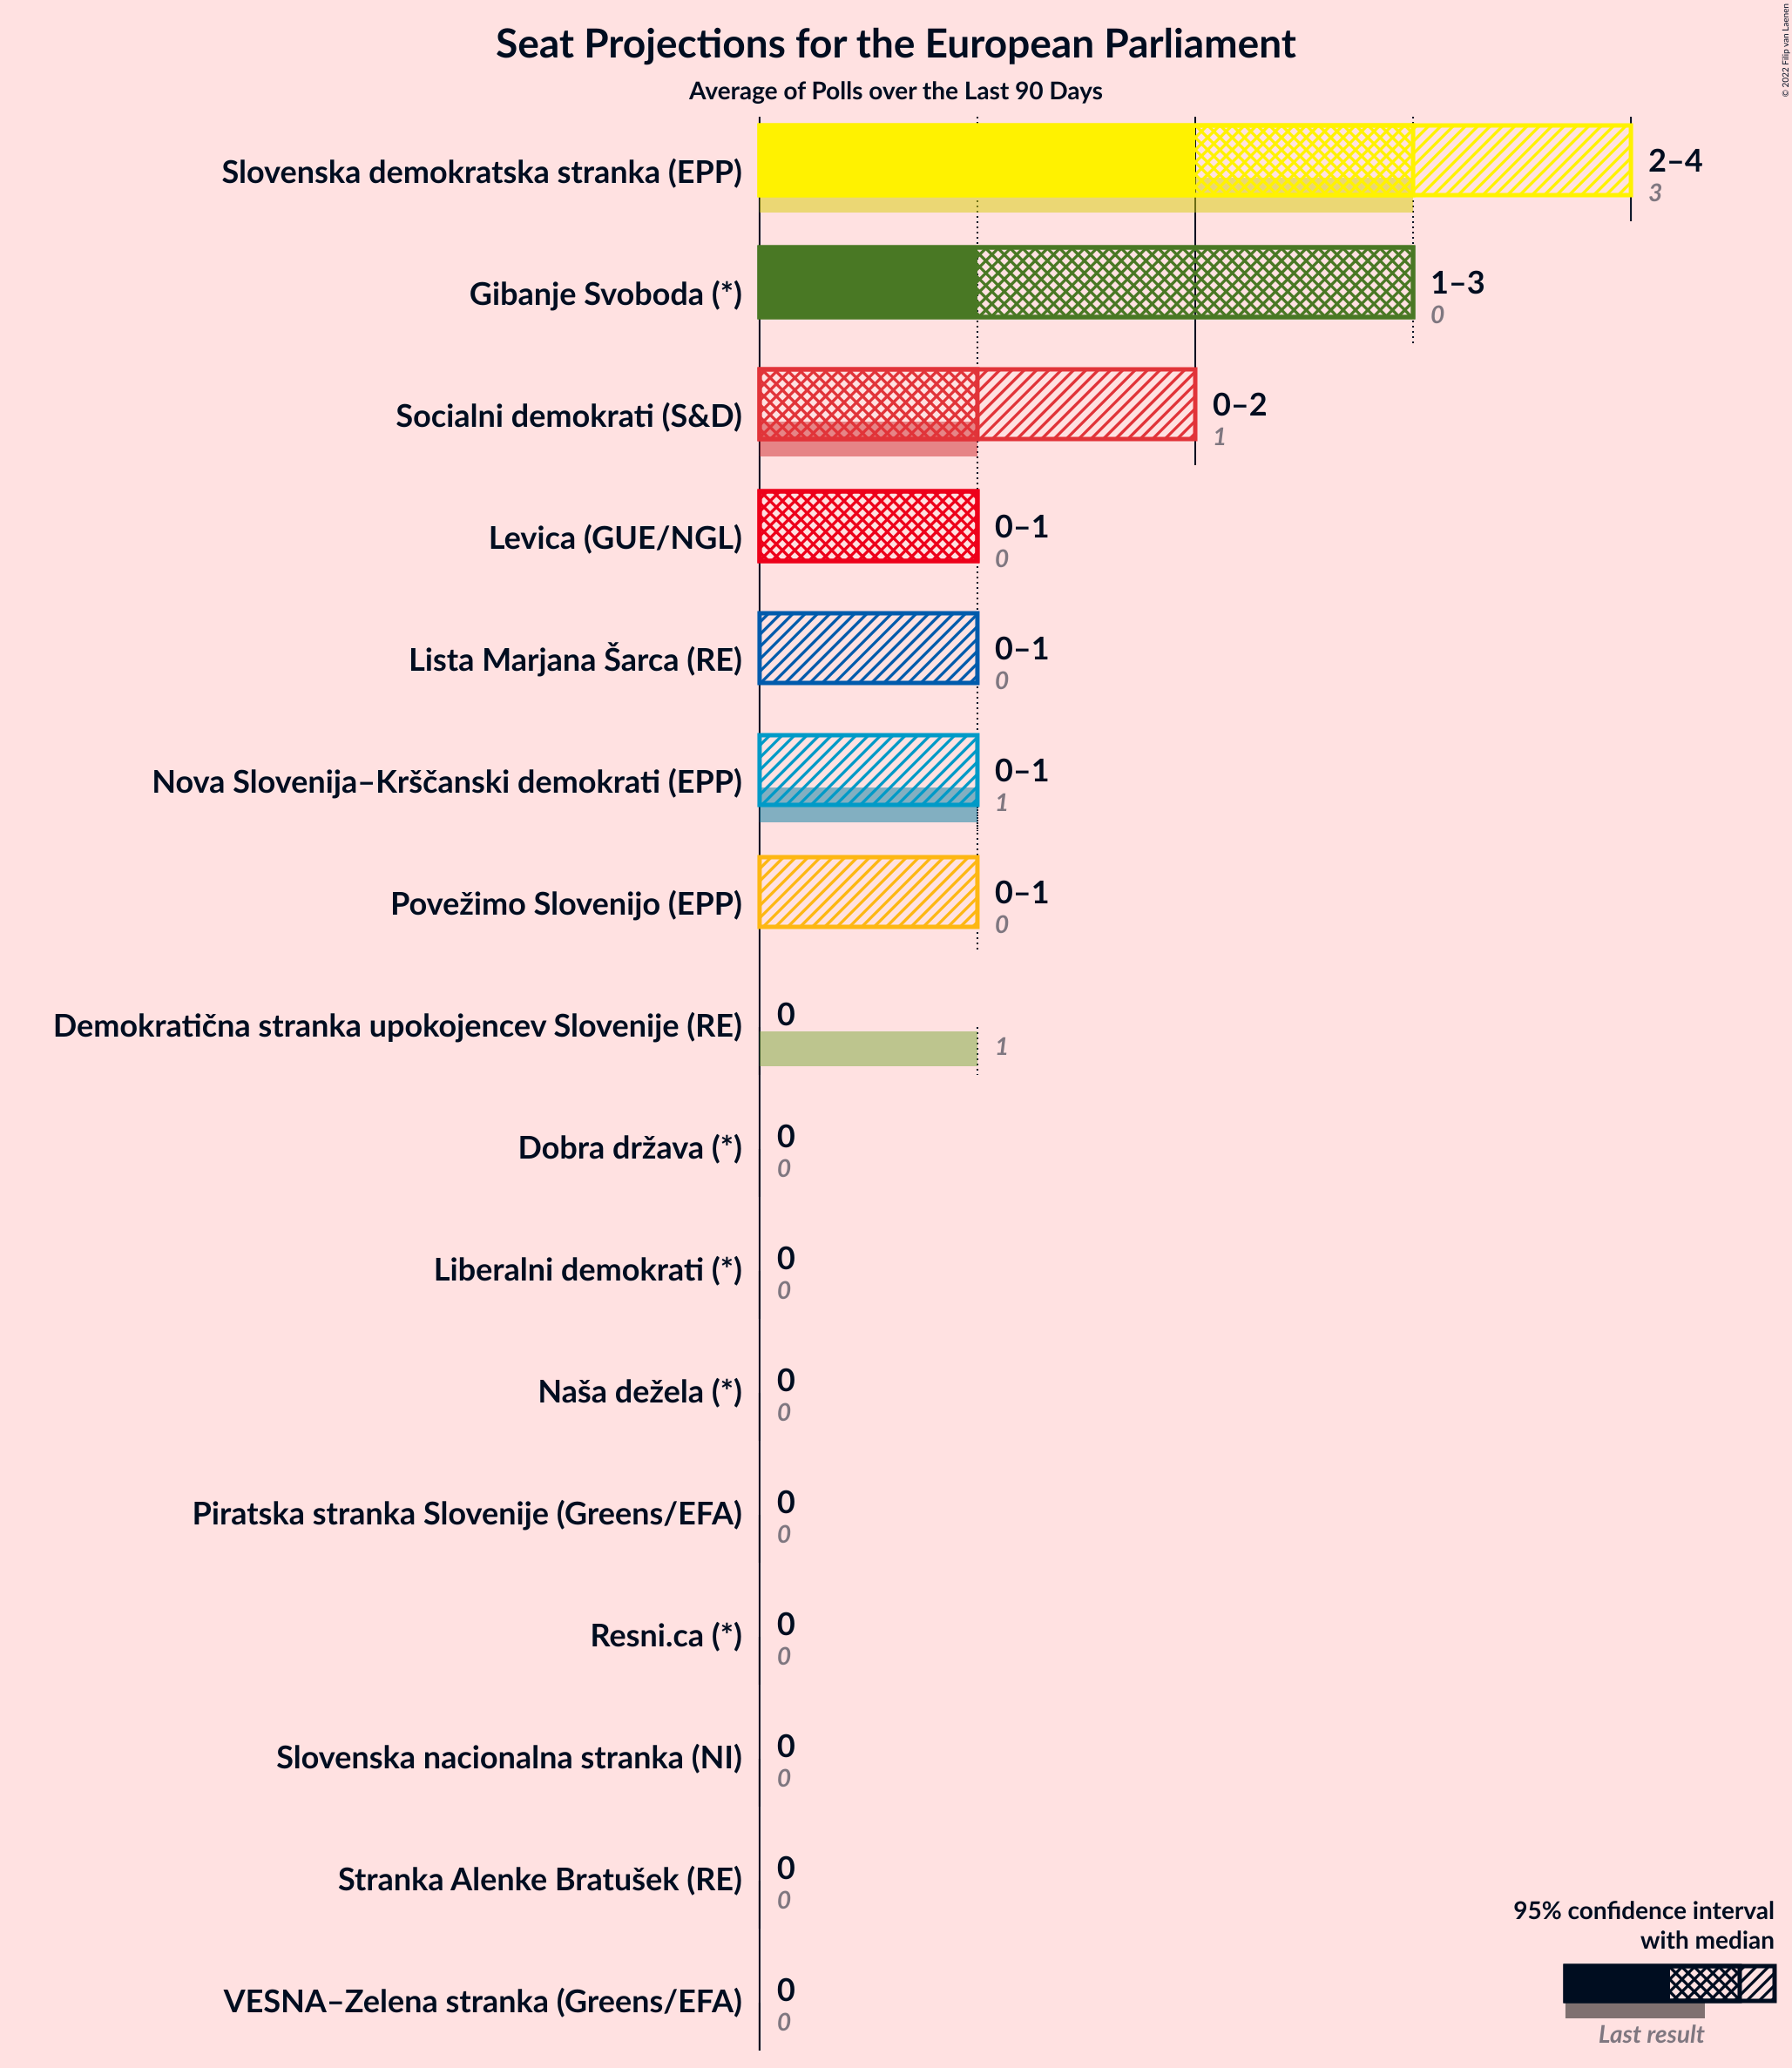 Seat Projections for the European Parliament
Average of Polls over the Last 90 Days
© 2022 Filip van Laenen
Slovenska demokratska stranka (EPP)
2–4
3
Gibanje Svoboda (*)
1–3
0
Socialni demokrati (S&D)
0–2
1
Levica (GUE/NGL)
0–1
0
Lista Marjana Šarca (RE)
0–1
0
Nova Slovenija–Krščanski demokrati (EPP)
0–1
1
Povežimo Slovenijo (EPP)
0–1
0
Demokratična stranka upokojencev Slovenije (RE)
0
1
Dobra država (*)
0
0
Liberalni demokrati (*)
0
0
Naša dežela (*)
0
0
Piratska stranka Slovenije (Greens/EFA)
0
0
Resni.ca (*)
0
0
Slovenska nacionalna stranka (NI)
0
0
Stranka Alenke Bratušek (RE)
0
0
VESNA–Zelena stranka (Greens/EFA)
0
0
95% confidence interval
with median
Last result